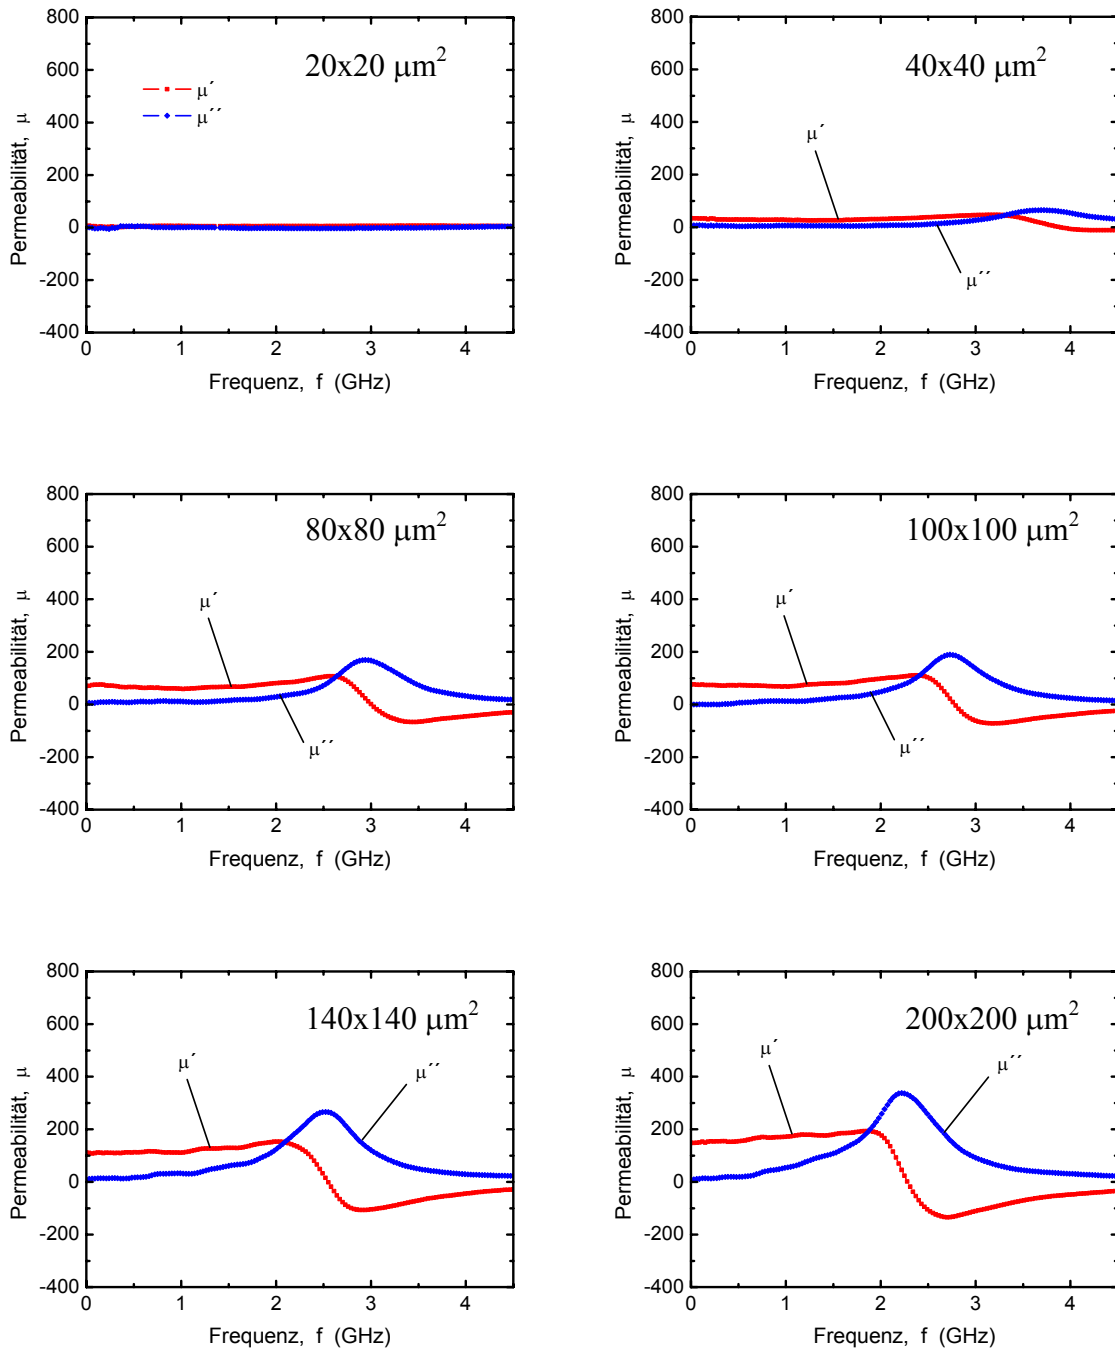 800
600
400
200
0
-200
-400
Permeabilität, μ
20x20 μm²
μ´
μ´´
0 1 2 3 4
Frequenz, f (GHz)
800
600
400
200
0
-200
-400
Permeabilität, μ
40x40 μm²
μ´
μ´´
0 1 2 3 4
Frequenz, f (GHz)
800
600
400
200
0
-200
-400
Permeabilität, μ
80x80 μm²
μ´
μ´´
0 1 2 3 4
Frequenz, f (GHz)
800
600
400
200
0
-200
-400
Permeabilität, μ
100x100 μm²
μ´
μ´´
0 1 2 3 4
Frequenz, f (GHz)
800
600
400
200
0
-200
-400
Permeabilität, μ
140x140 μm²
μ´
μ´´
0 1 2 3 4
Frequenz, f (GHz)
800
600
400
200
0
-200
-400
Permeabilität, μ
200x200 μm²
μ´
μ´´
0 1 2 3 4
Frequenz, f (GHz)